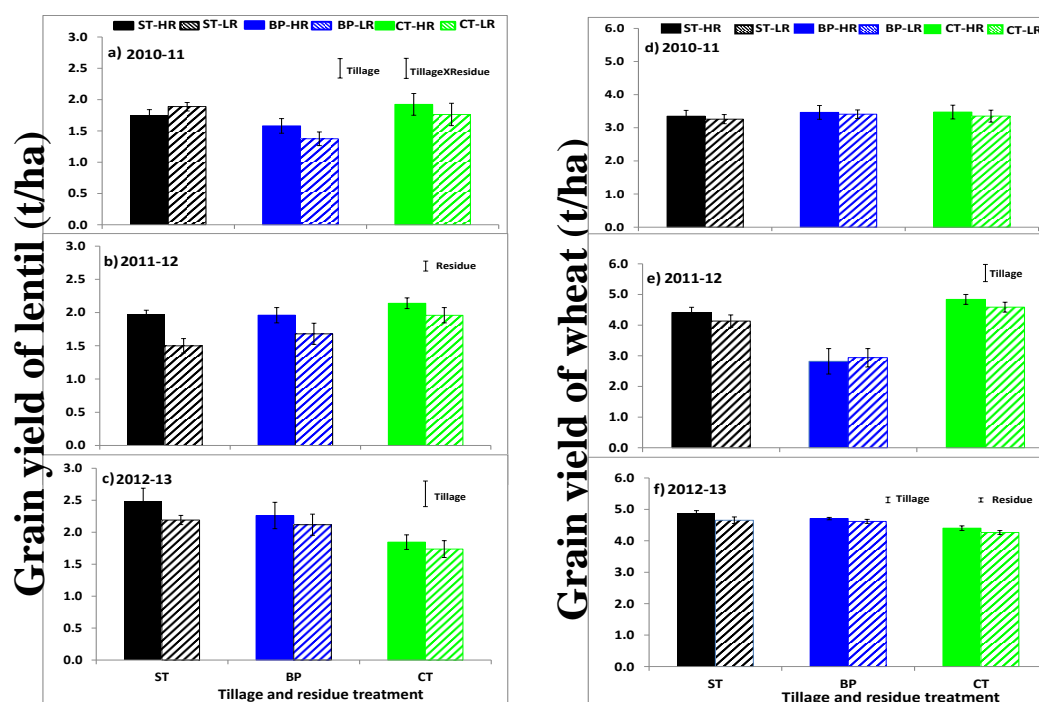 Grain yield of lentil (t/ha)
ST-HR ST-LR BP-HR BP-LR CT-HR CT-LR
3.0
a) 2010-11
2.5
Tillage TillageXResidue
2.0
1.5
1.0
0.5
0.0
3.0
b) 2011-12
2.5
Residue
2.0
1.5
1.0
0.5
0.0
3.0
c) 2012-13
2.5
Tillage
2.0
1.5
1.0
0.5
0.0
ST BP CT
Tillage and residue treatment
Grain yield of wheat (t/ha)
ST-HR ST-LR BP-HR BP-LR CT-HR CT-LR
6.0
d) 2010-11
5.0
4.0
3.0
2.0
1.0
0.0
6.0
e) 2011-12
Tillage
5.0
4.0
3.0
2.0
1.0
0.0
6.0
f) 2012-13
Tillage Residue
5.0
4.0
3.0
2.0
1.0
0.0
ST BP CT
Tillage and residue treatment